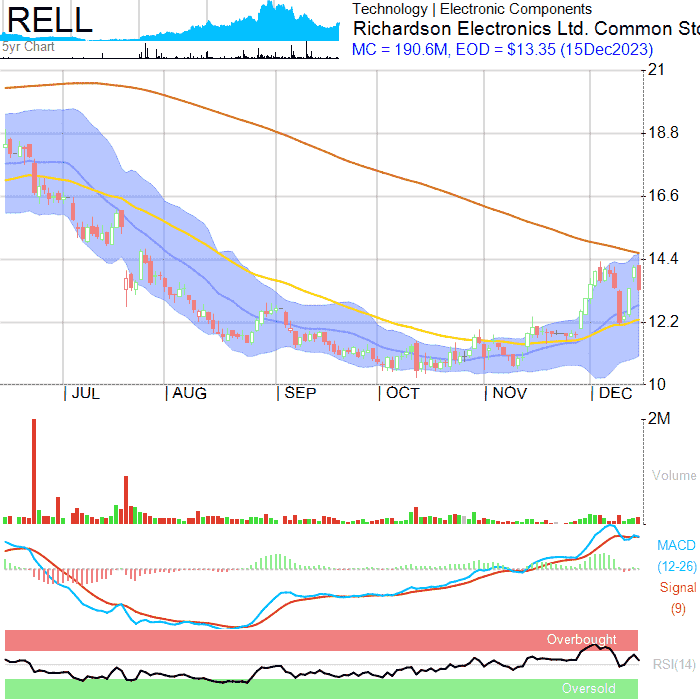 RELL
5yr Chart
Technology | Electronic Components
Richardson Electronics Ltd. Common Sto
MC = 190.6M, EOD = $13.35 (15Dec2023)
21
18.8
16.6
14.4
12.2
10
JUL AUG SEP OCT NOV DEC
2M
Volume
MACD
(12-26)
Signal
(9)
Overbought
RSI(14)
Oversold